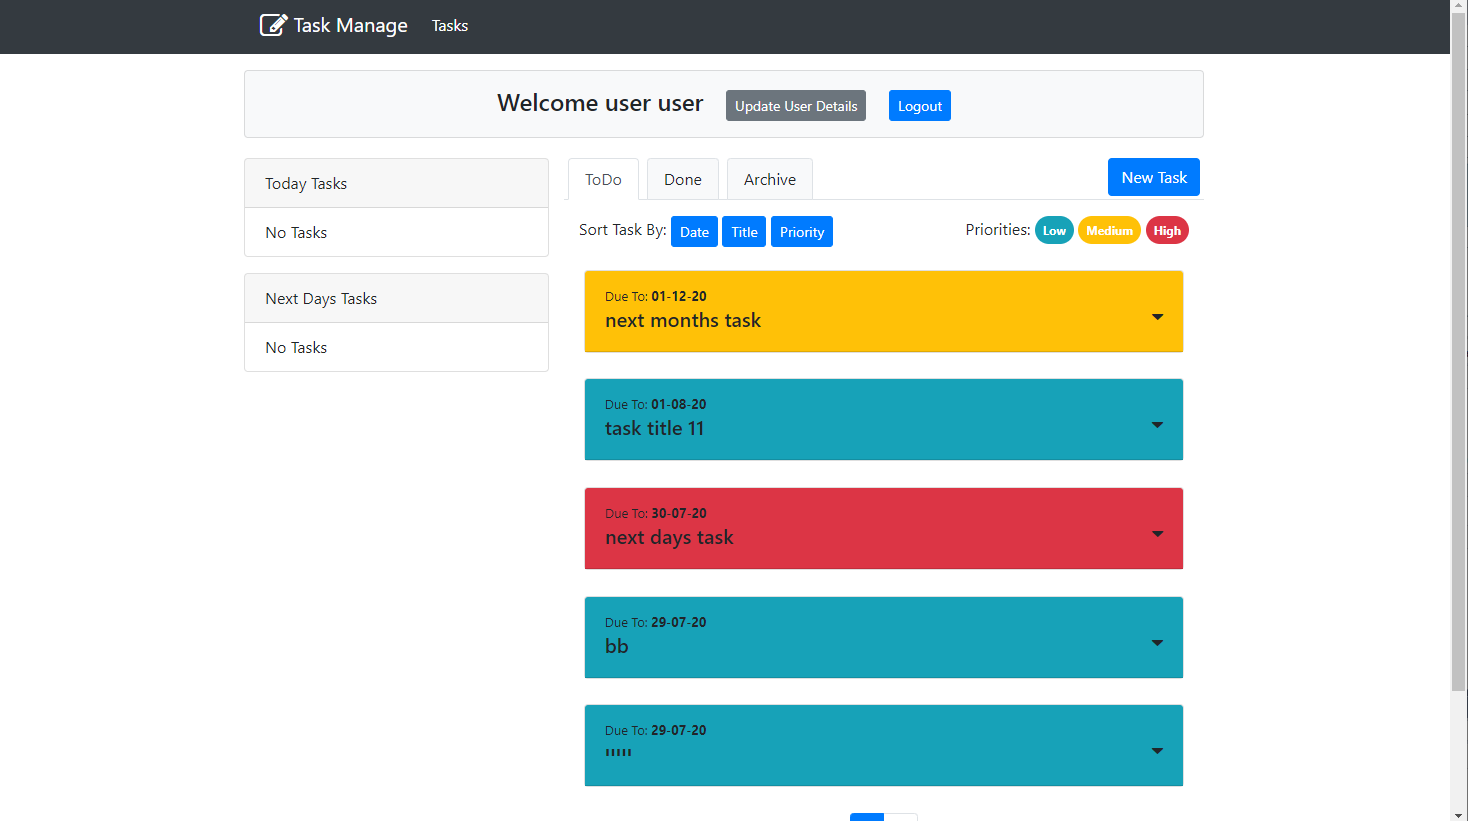 Task Manage
Tasks
Welcome user user
Update User Details
Logout
Today Tasks
No Tasks
Next Days Tasks
No Tasks
ToDo
Done
Archive
New Task
Sort Task By: Date Title Priority
Priorities: Low Medium High
Due To: 01-12-20
next months task
Due To: 01-08-20
task title 11
Due To: 30-07-20
next days task
Due To: 29-07-20
bb
Due To: 29-07-20
'''''